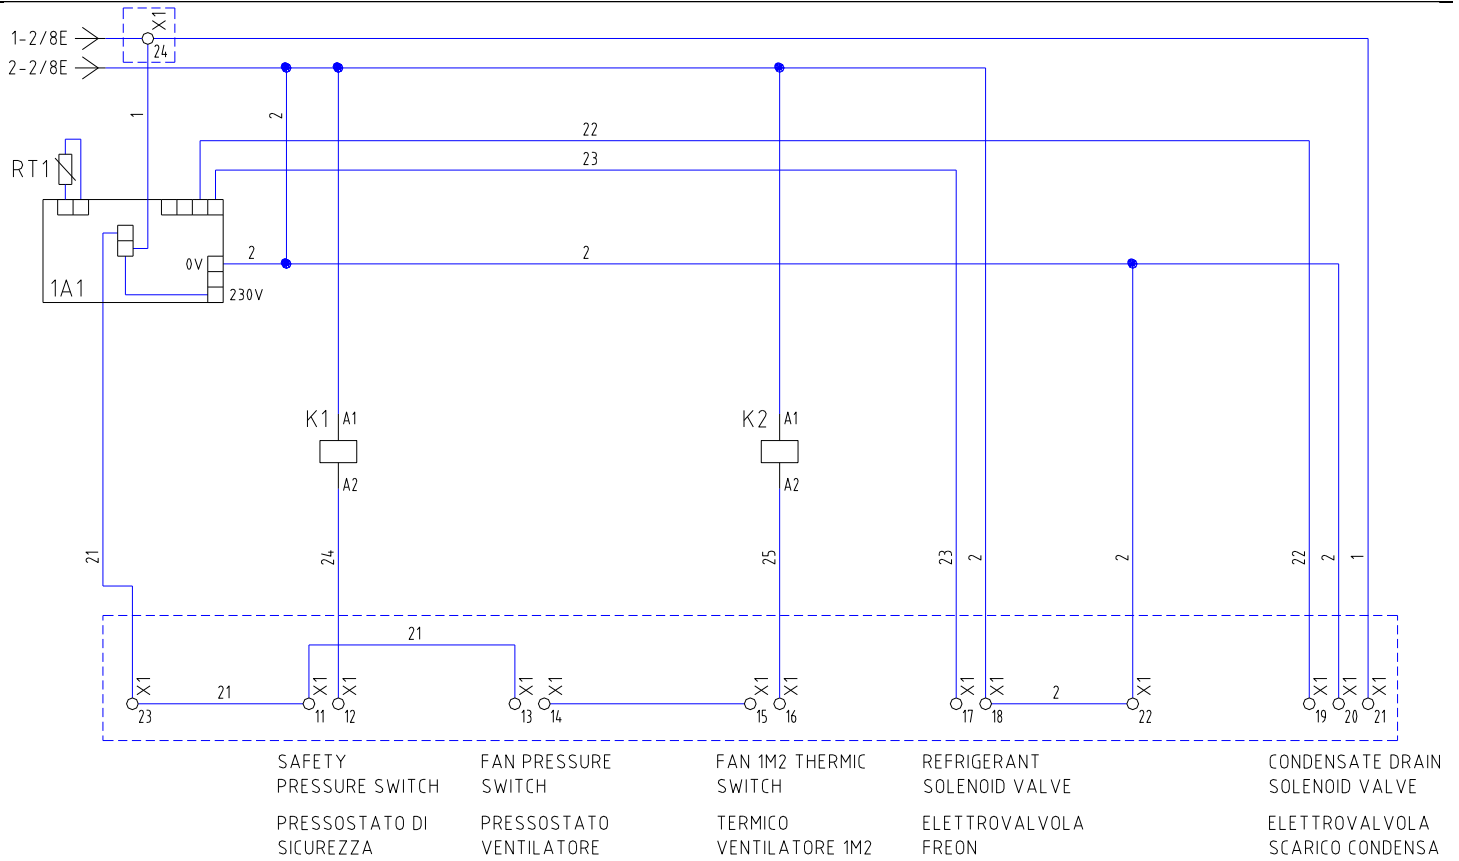 X1
1-2/8E
24
2-2/8E
1
2
22
23
RT1
2
2
0V
1A1
230V
K1 A1
K2 A1
A2
A2
21
24
25
23
2
2
22
2
1
21
X1
21
X1
X1
X1
X1
X1
X1
X1
X1
2
X1
X1
X1
X1
23
11
12
13
14
15
16
17
18
22
19
20
21
SAFETY
PRESSURE SWITCH
PRESSOSTATO DI
SICUREZZA
FAN PRESSURE
SWITCH
PRESSOSTATO
VENTILATORE
FAN 1M2 THERMIC
SWITCH
TERMICO
VENTILATORE 1M2
REFRIGERANT
SOLENOID VALVE
ELETTROVALVOLA
FREON
CONDENSATE DRAIN
SOLENOID VALVE
ELETTROVALVOLA
SCARICO CONDENSA